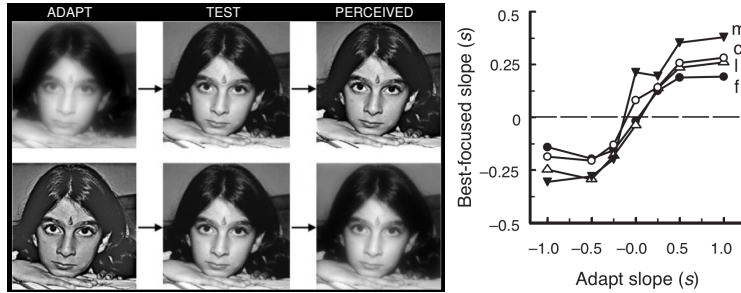 ADAPT TEST PERCEIVED
0.5
0.25
0
−0.25
−0.5
Best-focused slope (s)
−1.0 −0.5 −0.0 0.5 1.0
Adapt slope (s)
m
c
l
f